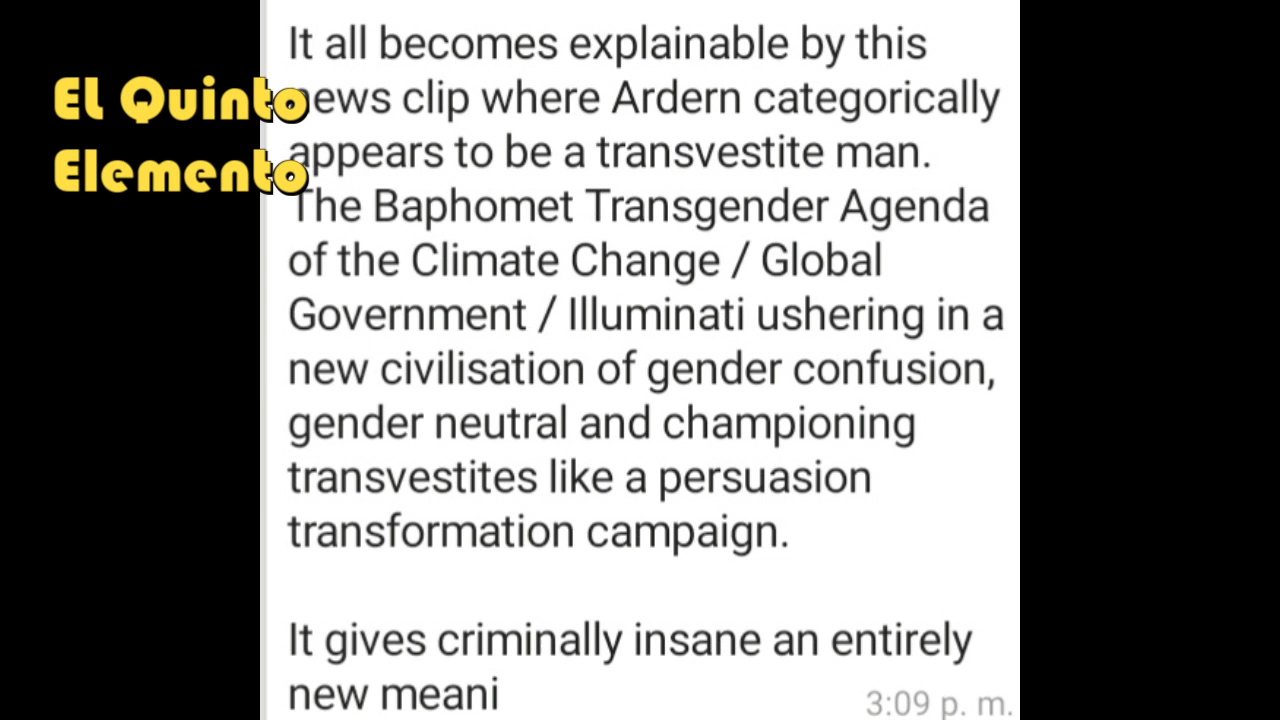 EL Quinto
Elemento
It all becomes explainable by this
news clip where Ardern categorically
appears to be a transvestite man.
The Baphomet Transgender Agenda
of the Climate Change / Global
Government / Illuminati ushering in a
new civilisation of gender confusion,
gender neutral and championing
transvestites like a persuasion
transformation campaign.
It gives criminally insane an entirely
new meani
3:09 p. m.